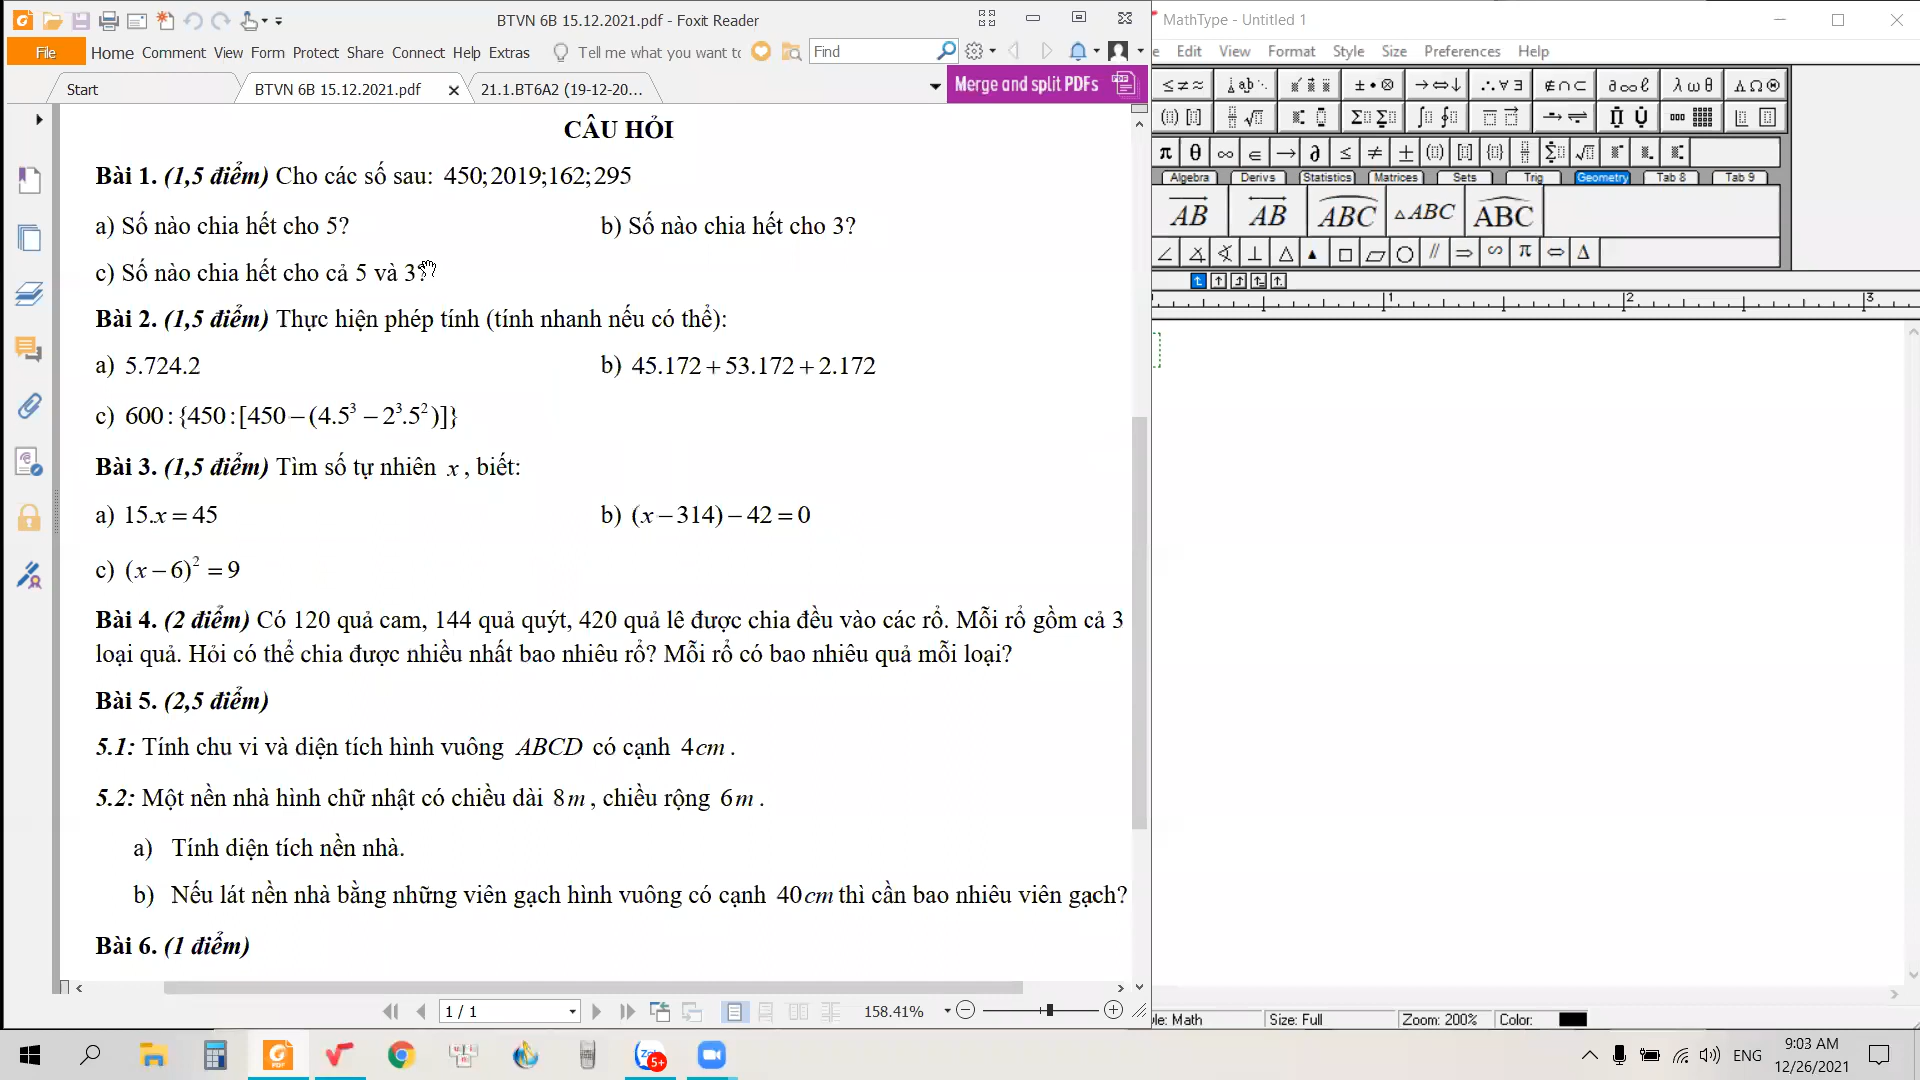 BTVN 6B 15.12.2021.pdf - Foxit Reader
MathType - Untitled 1
File Home Comment View Form Protect Share Connect Help Extras Tell me what you want to Find
Edit View Format Style Size Preferences Help
Start BTVN 6B 15.12.2021.pdf 21.1.BT6A2 (19-12-20... Merge and split PDFs
Algebra Derivs Statistics Matrices Sets Trig Geometry Tab 8 Tab 9
AB AB ABC △ABC ABC
CÂU HỎI
Bài 1. (1,5 điểm) Cho các số sau: 450;2019;162;295
a) Số nào chia hết cho 5? b) Số nào chia hết cho 3?
c) Số nào chia hết cho cả 5 và 3?
Bài 2. (1,5 điểm) Thực hiện phép tính (tính nhanh nếu có thể):
a) 5.724.2 b) 45.172 + 53.172 + 2.172
c) 600 : {450 : [450 − (4.5³ − 2³.5²)]}
Bài 3. (1,5 điểm) Tìm số tự nhiên x , biết:
a) 15.x = 45 b) (x − 314) − 42 = 0
c) (x − 6)² = 9
Bài 4. (2 điểm) Có 120 quả cam, 144 quả quýt, 420 quả lê được chia đều vào các rổ. Mỗi rổ gồm cả 3
loại quả. Hỏi có thể chia được nhiều nhất bao nhiêu rổ? Mỗi rổ có bao nhiêu quả mỗi loại?
Bài 5. (2,5 điểm)
5.1: Tính chu vi và diện tích hình vuông ABCD có cạnh 4cm .
5.2: Một nền nhà hình chữ nhật có chiều dài 8m , chiều rộng 6m .
a) Tính diện tích nền nhà.
b) Nếu lát nền nhà bằng những viên gạch hình vuông có cạnh 40cm thì cần bao nhiêu viên gạch?
Bài 6. (1 điểm)
1 2 3
1 / 1 158.41%
Math Size: Full Zoom: 200% Color:
5+ ENG 9:03 AM
12/26/2021